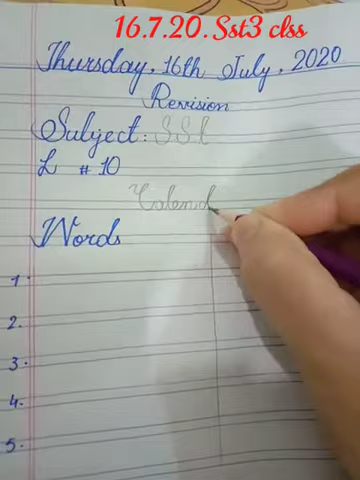 16.7.20. Sst3 clss
Thursday, 16th July, 2020
Revision
Subject: SSt
L # 10
Calend
Words
1.
2.
3.
4.
5.